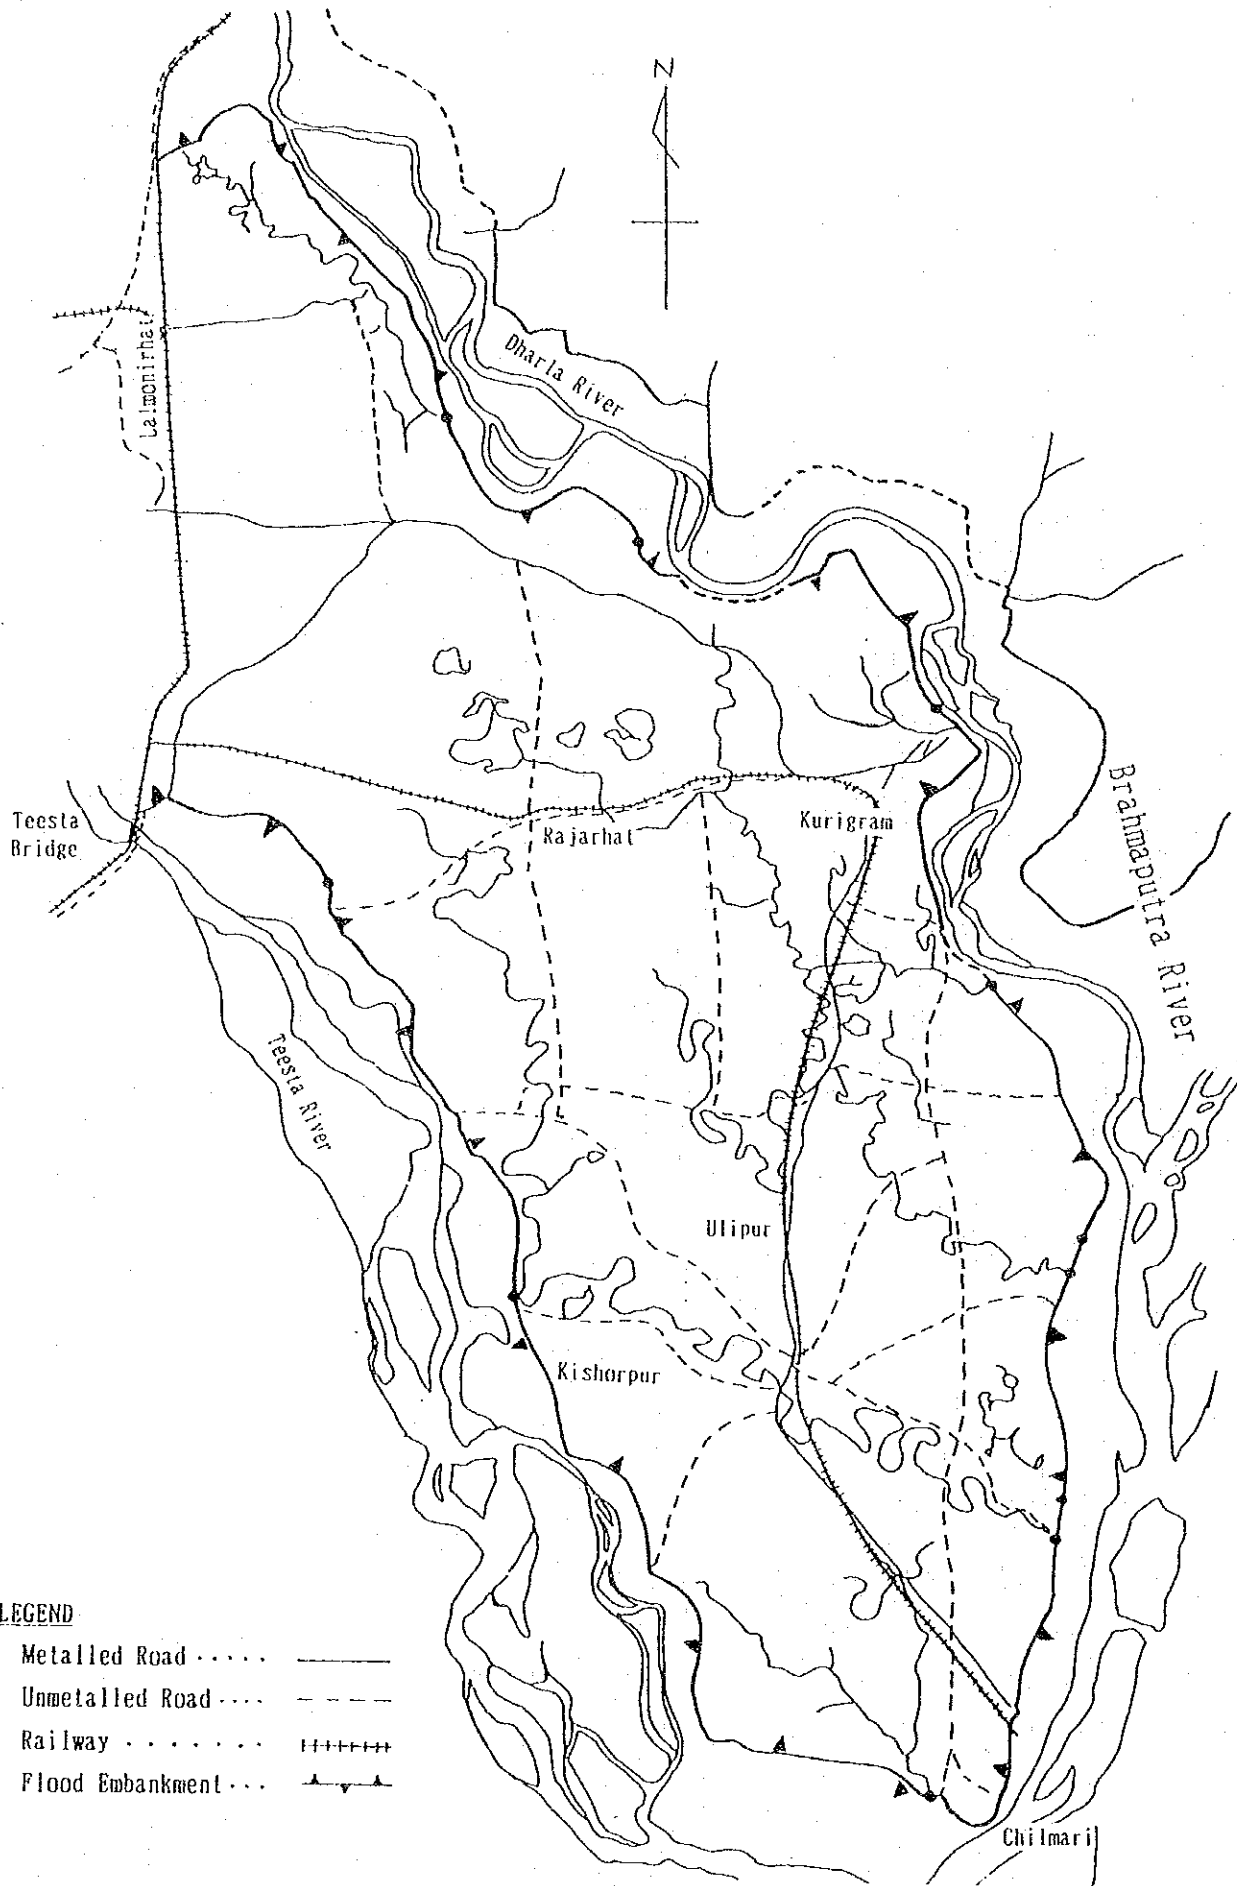 N
Lalmonirhat
Dharla River
Brahmaputra River
Teesta
Bridge
Rajarhat
Kurigram
Teesta River
Ulipur
Kishorpur
LEGEND
Metalled Road ·····
Unmetalled Road ····
Railway · · · · · · ·
Flood Embankment ···
Chilmari